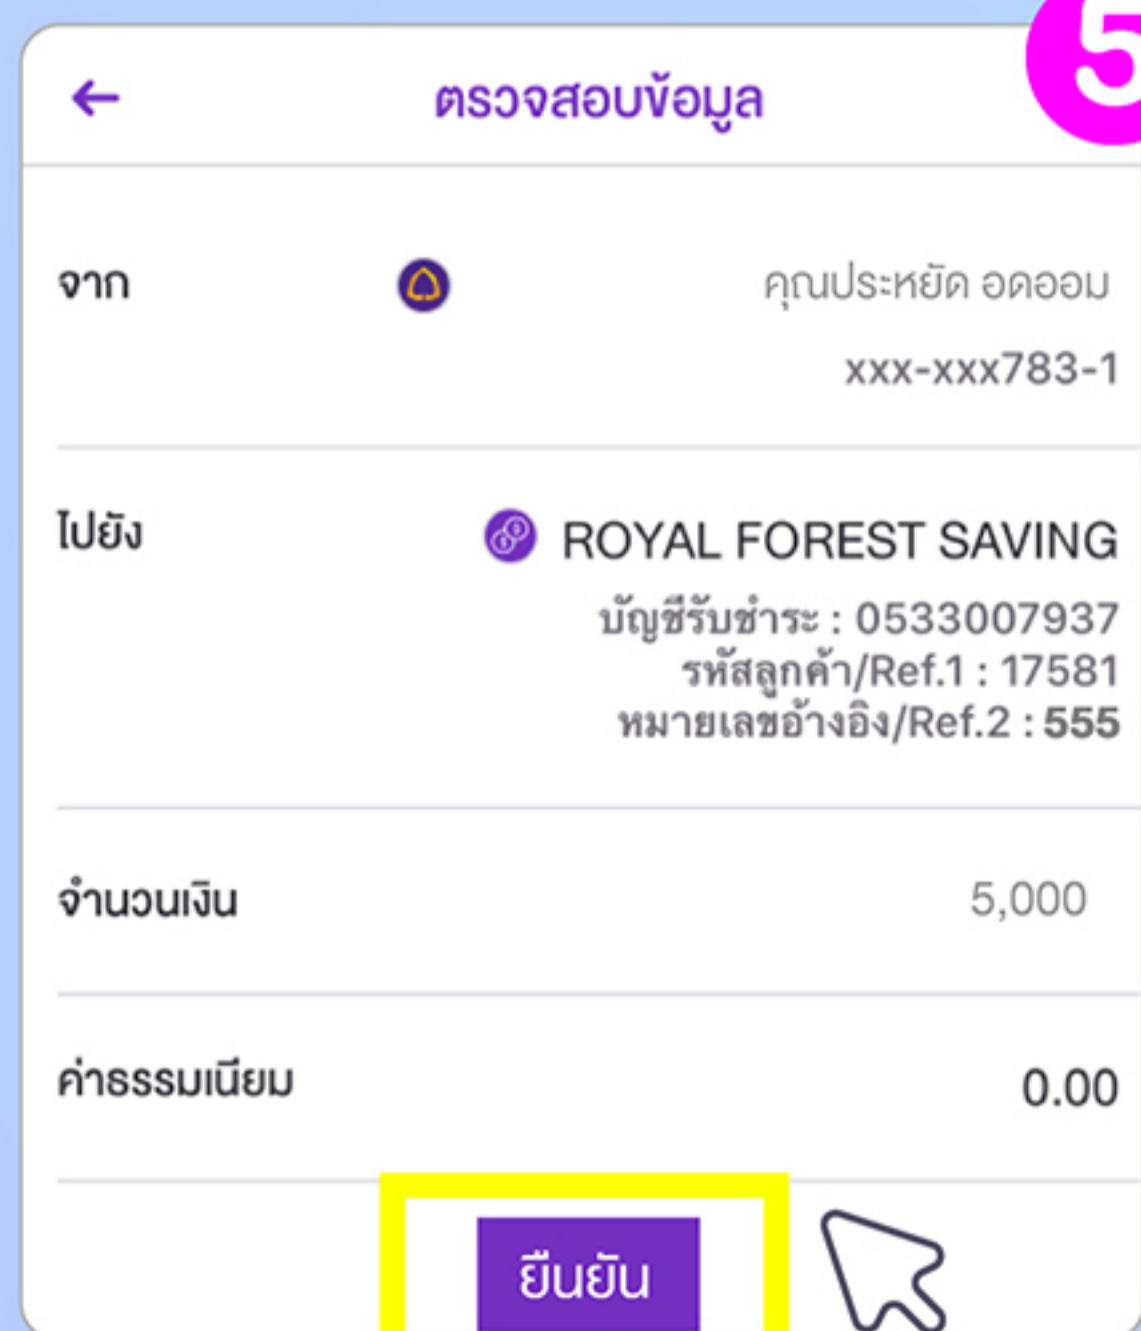 5
ตรวจสอบข้อมูล
จาก
คุณประหยัด อดออม
xxx-xxx783-1
ไปยัง
ROYAL FOREST SAVING
บัญชีรับชำระ : 0533007937
รหัสลูกค้า/Ref.1 : 17581
หมายเลขอ้างอิง/Ref.2 : 555
จำนวนเงิน 5,000
ค่าธรรมเนียม 0.00
ยืนยัน